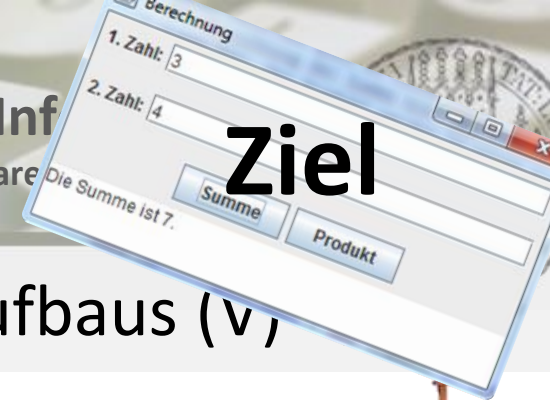 Berechnung
1. Zahl: 3
2. Zahl: 4
Ziel
Summe
Produkt
Die Summe ist 7.
Inf
are
ufbaus (V)